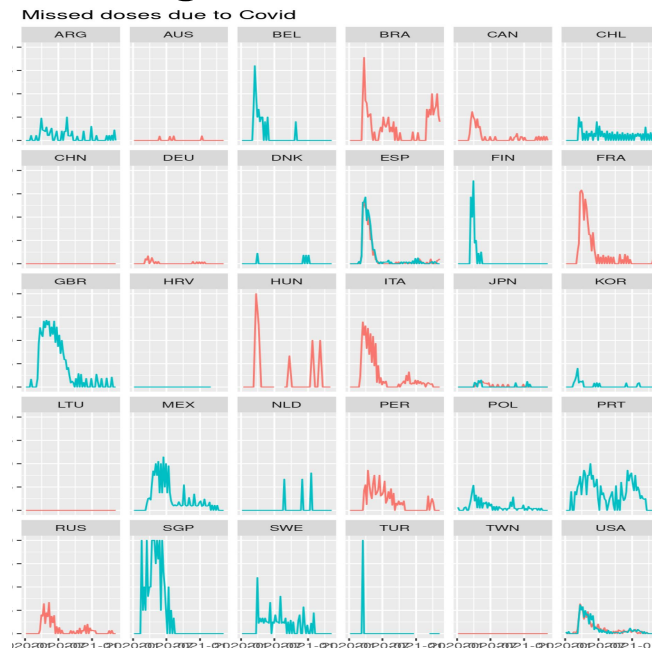 Missed doses due to Covid
ARG AUS BEL BRA CAN CHL
CHN DEU DNK ESP FIN FRA
GBR HRV HUN ITA JPN KOR
LTU MEX NLD PER POL PRT
RUS SGP SWE TUR TWN USA